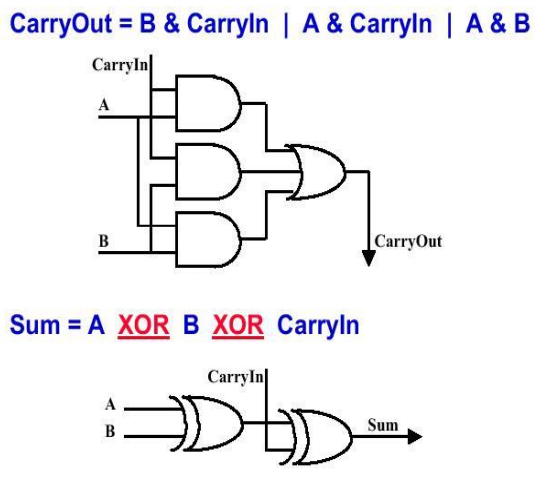 CarryOut = B & CarryIn | A & CarryIn | A & B
CarryIn
A
B
CarryOut
Sum = A XOR B XOR CarryIn
CarryIn
A
B
Sum